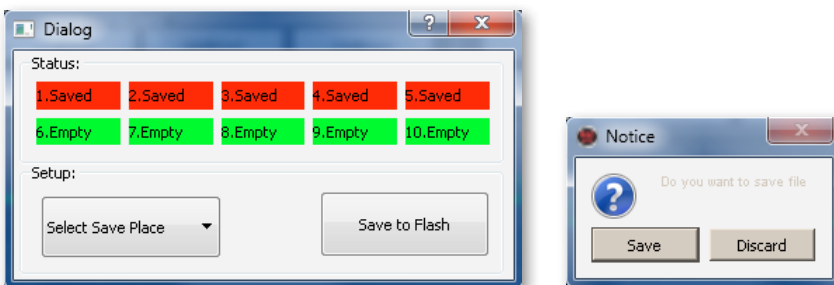 Dialog
?
X
Status:
1.Saved 2.Saved 3.Saved 4.Saved 5.Saved
6.Empty 7.Empty 8.Empty 9.Empty 10.Empty
Setup:
Select Save Place
Save to Flash
Notice
X
Do you want to save file
?
Save
Discard